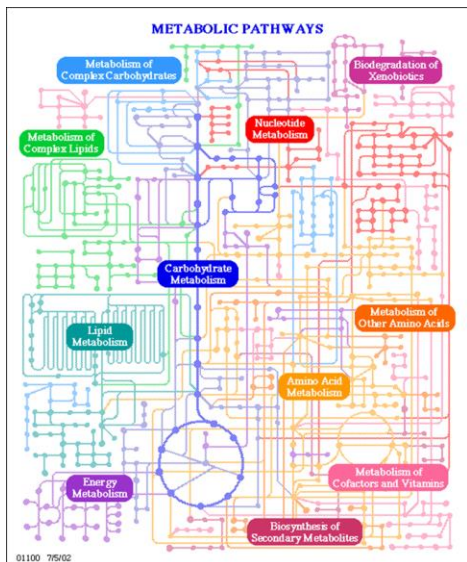 METABOLIC PATHWAYS
Metabolism of
Complex Carbohydrates
Biodegradation of
Xenobiotics
Nucleotide
Metabolism
Metabolism of
Complex Lipids
Carbohydrate
Metabolism
Metabolism of
Other Amino Acids
Lipid
Metabolism
Amino Acid
Metabolism
Metabolism of
Cofactors and Vitamins
Energy
Metabolism
Biosynthesis of
Secondary Metabolites
01100 7/5/02